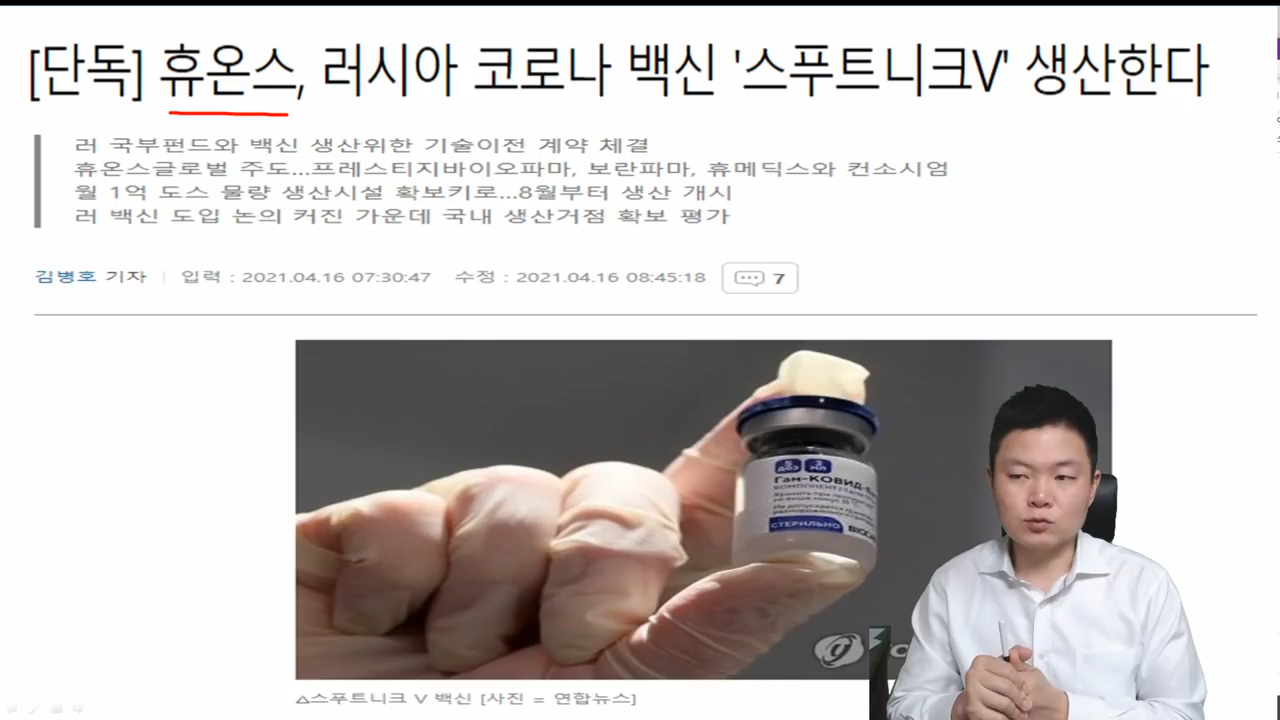 [단독] 휴온스, 러시아 코로나 백신 '스푸트니크V' 생산한다
러 국부펀드와 백신 생산위한 기술이전 계약 체결
휴온스글로벌 주도...프레스티지바이오파마, 보란파마, 휴메딕스와 컨소시엄
월 1억 도스 물량 생산시설 확보키로...8월부터 생산 개시
러 백신 도입 논의 커진 가운데 국내 생산거점 확보 평가
김병호 기자 | 입력 : 2021.04.16 07:30:47 수정 : 2021.04.16 08:45:18 7
5 ДОЗ 3 МЛ
Гам-КОВИД-Вак
СТЕРИЛЬНО
△스푸트니크 V 백신 [사진 = 연합뉴스]